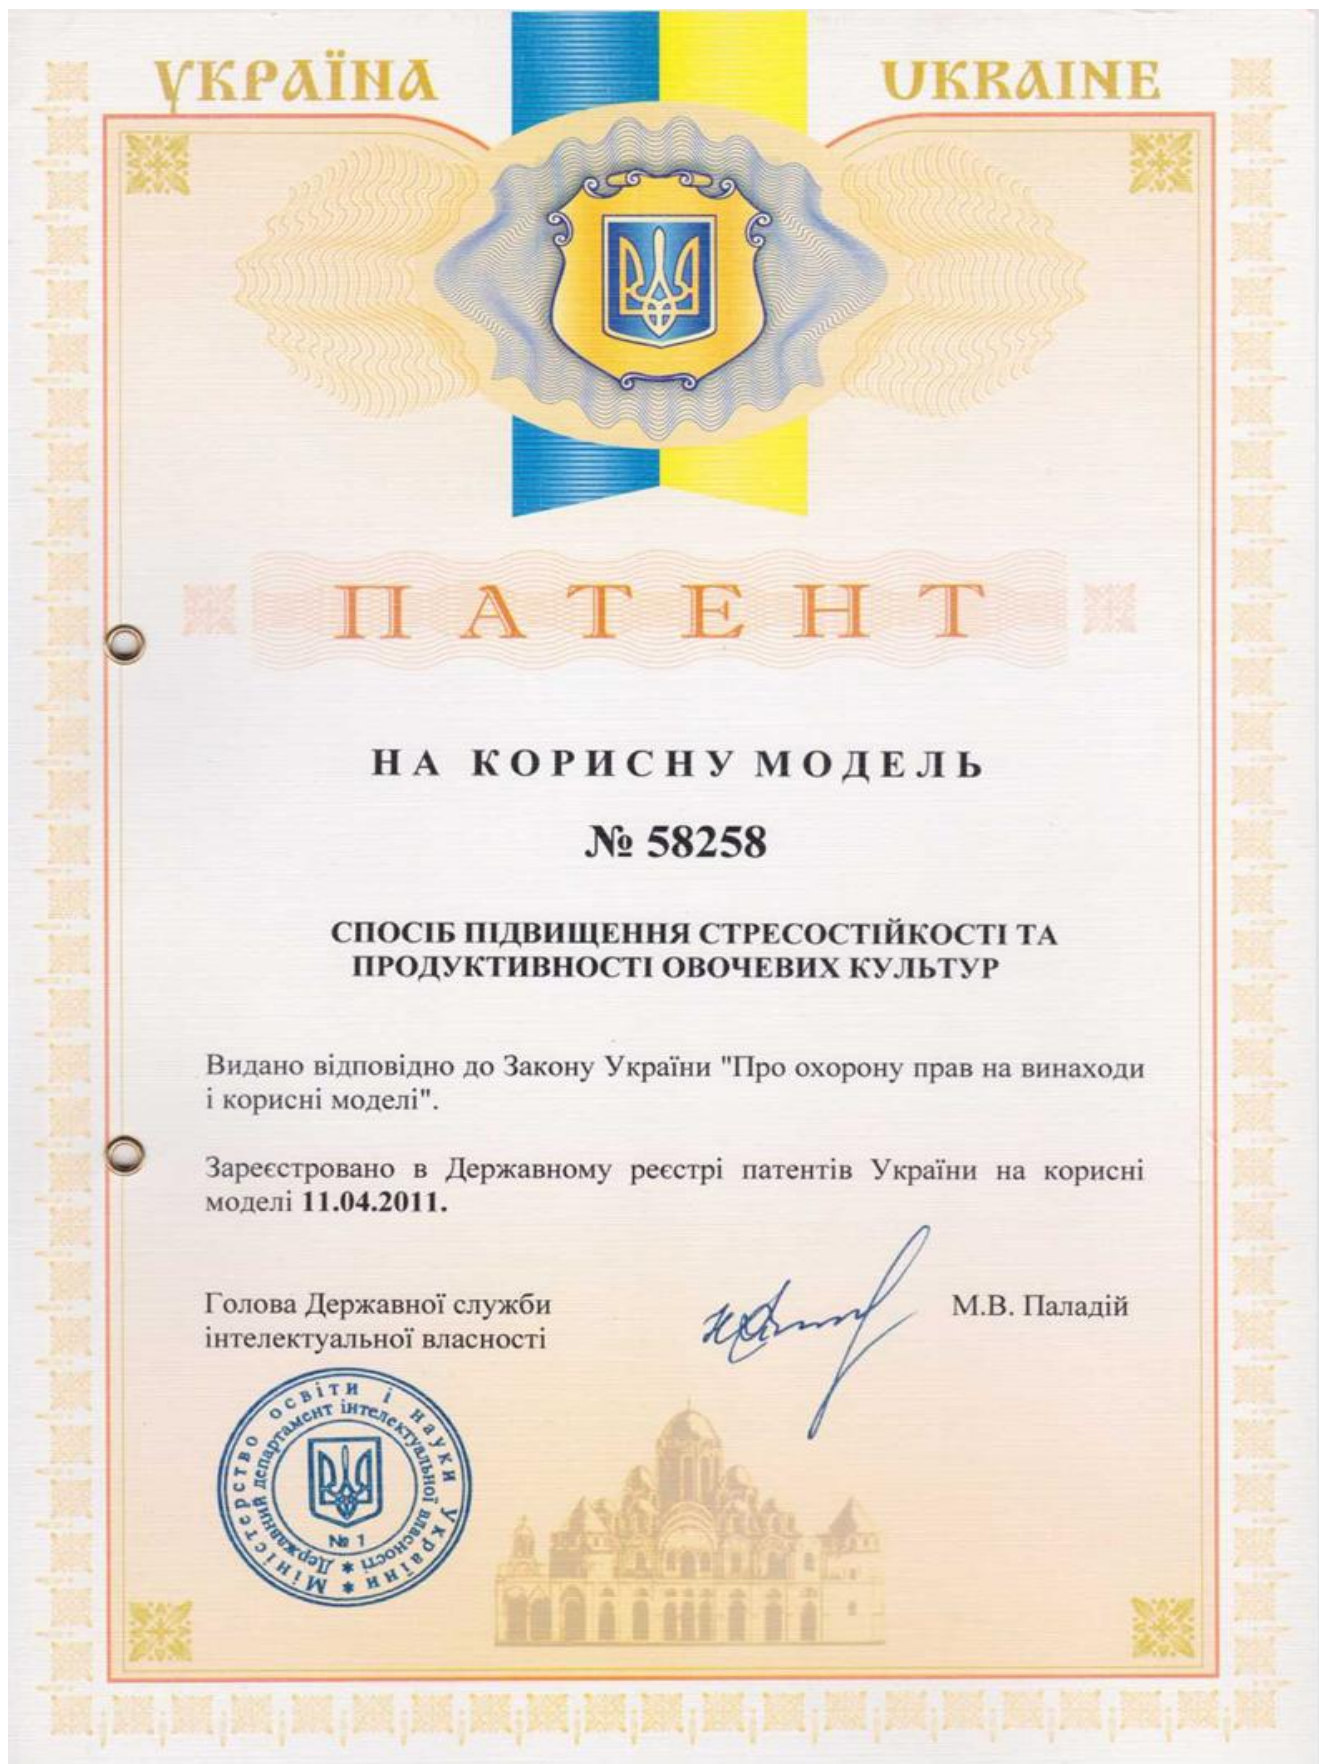 УКРАЇНА
UKRAINE
ПАТЕНТ
НА КОРИСНУ МОДЕЛЬ
№ 58258
СПОСІБ ПІДВИЩЕННЯ СТРЕСОСТІЙКОСТІ ТА
ПРОДУКТИВНОСТІ ОВОЧЕВИХ КУЛЬТУР
Видано відповідно до Закону України "Про охорону прав на винаходи
і корисні моделі".
Зареєстровано в Державному реєстрі патентів України на корисні
моделі 11.04.2011.
Голова Державної служби
інтелектуальної власності
М.В. Паладій
Міністерство освіти і науки України
Державний департамент інтелектуальної власності
№ 1